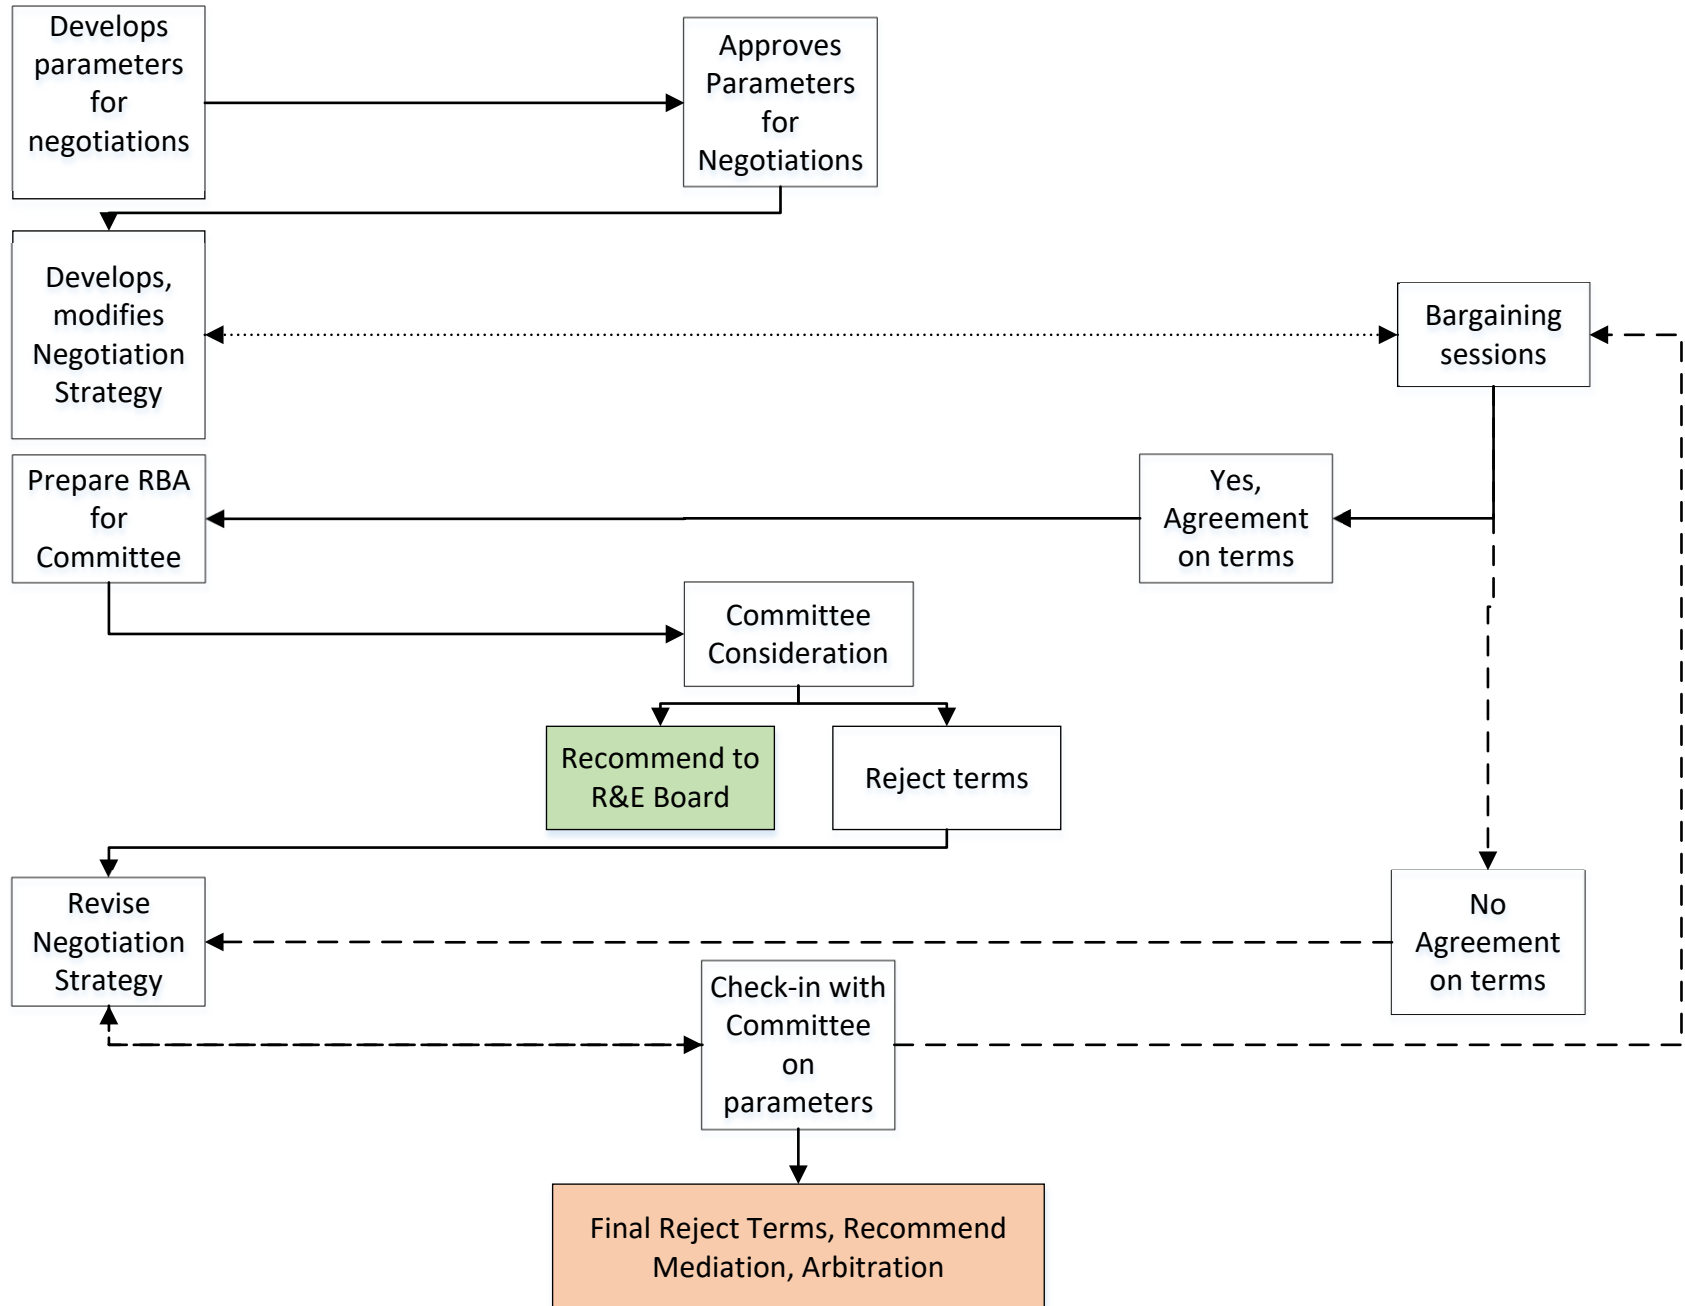 Develops
parameters
for
negotiations
Approves
Parameters
for
Negotiations
Develops,
modifies
Negotiation
Strategy
Bargaining
sessions
Prepare RBA
for
Committee
Yes,
Agreement
on terms
Committee
Consideration
Recommend to
R&E Board
Reject terms
Revise
Negotiation
Strategy
No
Agreement
on terms
Check-in with
Committee
on
parameters
Final Reject Terms, Recommend
Mediation, Arbitration